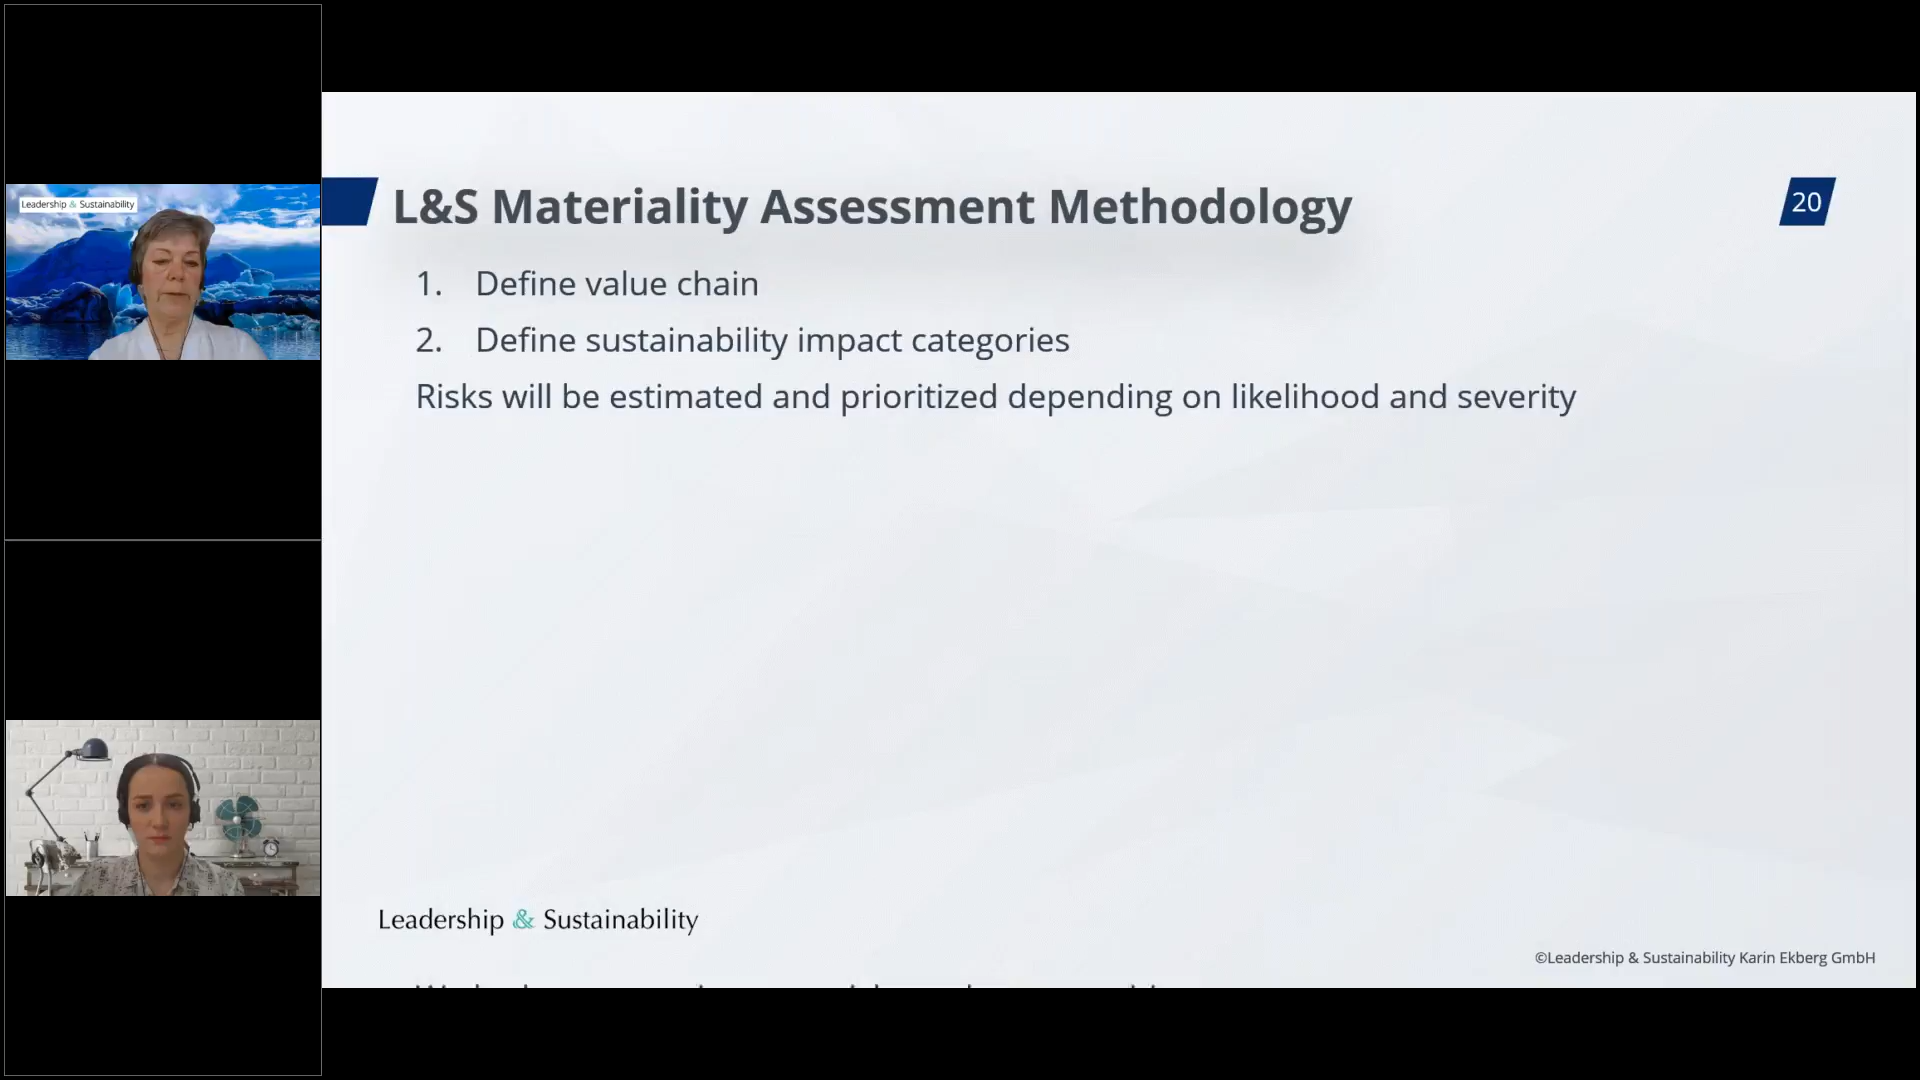 Leadership & Sustainability
L&S Materiality Assessment Methodology
20
1. Define value chain
2. Define sustainability impact categories
Risks will be estimated and prioritized depending on likelihood and severity
Leadership & Sustainability
©Leadership & Sustainability Karin Ekberg GmbH